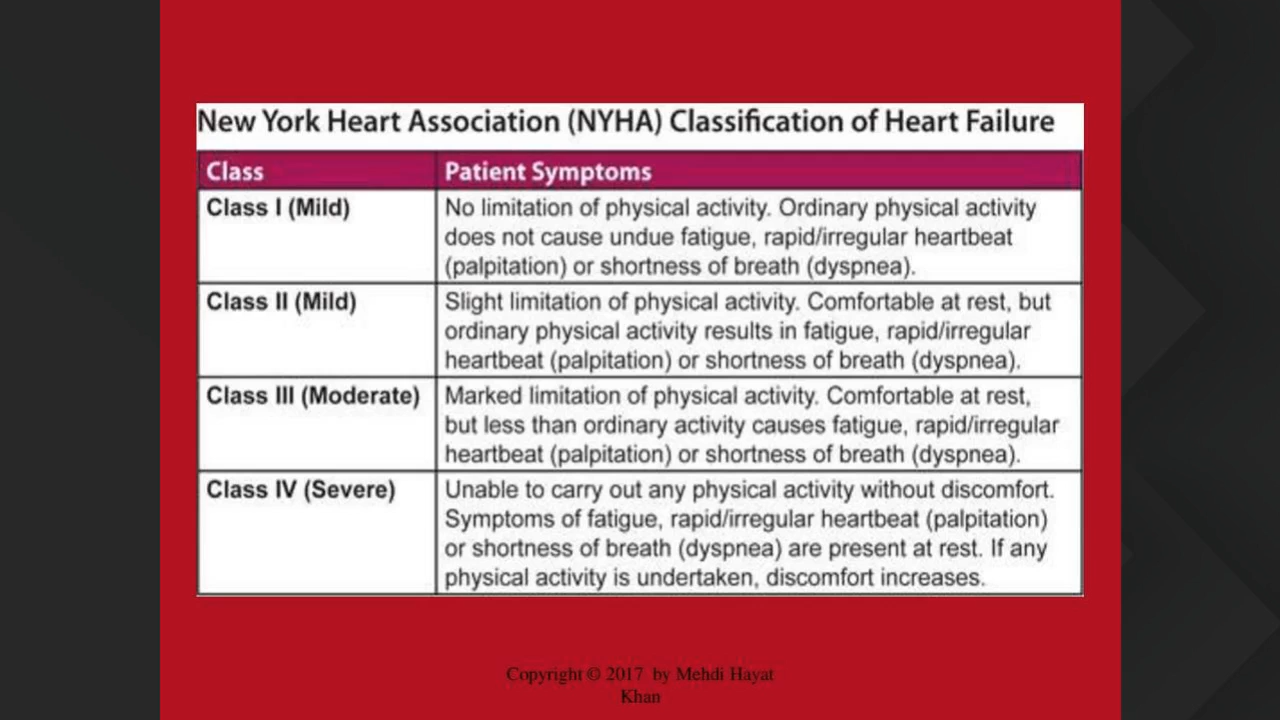 New York Heart Association (NYHA) Classification of Heart Failure
Class Patient Symptoms
Class I (Mild) No limitation of physical activity. Ordinary physical activity
does not cause undue fatigue, rapid/irregular heartbeat
(palpitation) or shortness of breath (dyspnea).
Class II (Mild) Slight limitation of physical activity. Comfortable at rest, but
ordinary physical activity results in fatigue, rapid/irregular
heartbeat (palpitation) or shortness of breath (dyspnea).
Class III (Moderate) Marked limitation of physical activity. Comfortable at rest,
but less than ordinary activity causes fatigue, rapid/irregular
heartbeat (palpitation) or shortness of breath (dyspnea).
Class IV (Severe) Unable to carry out any physical activity without discomfort.
Symptoms of fatigue, rapid/irregular heartbeat (palpitation)
or shortness of breath (dyspnea) are present at rest. If any
physical activity is undertaken, discomfort increases.
Copyright © 2017 by Mehdi Hayat
Khan